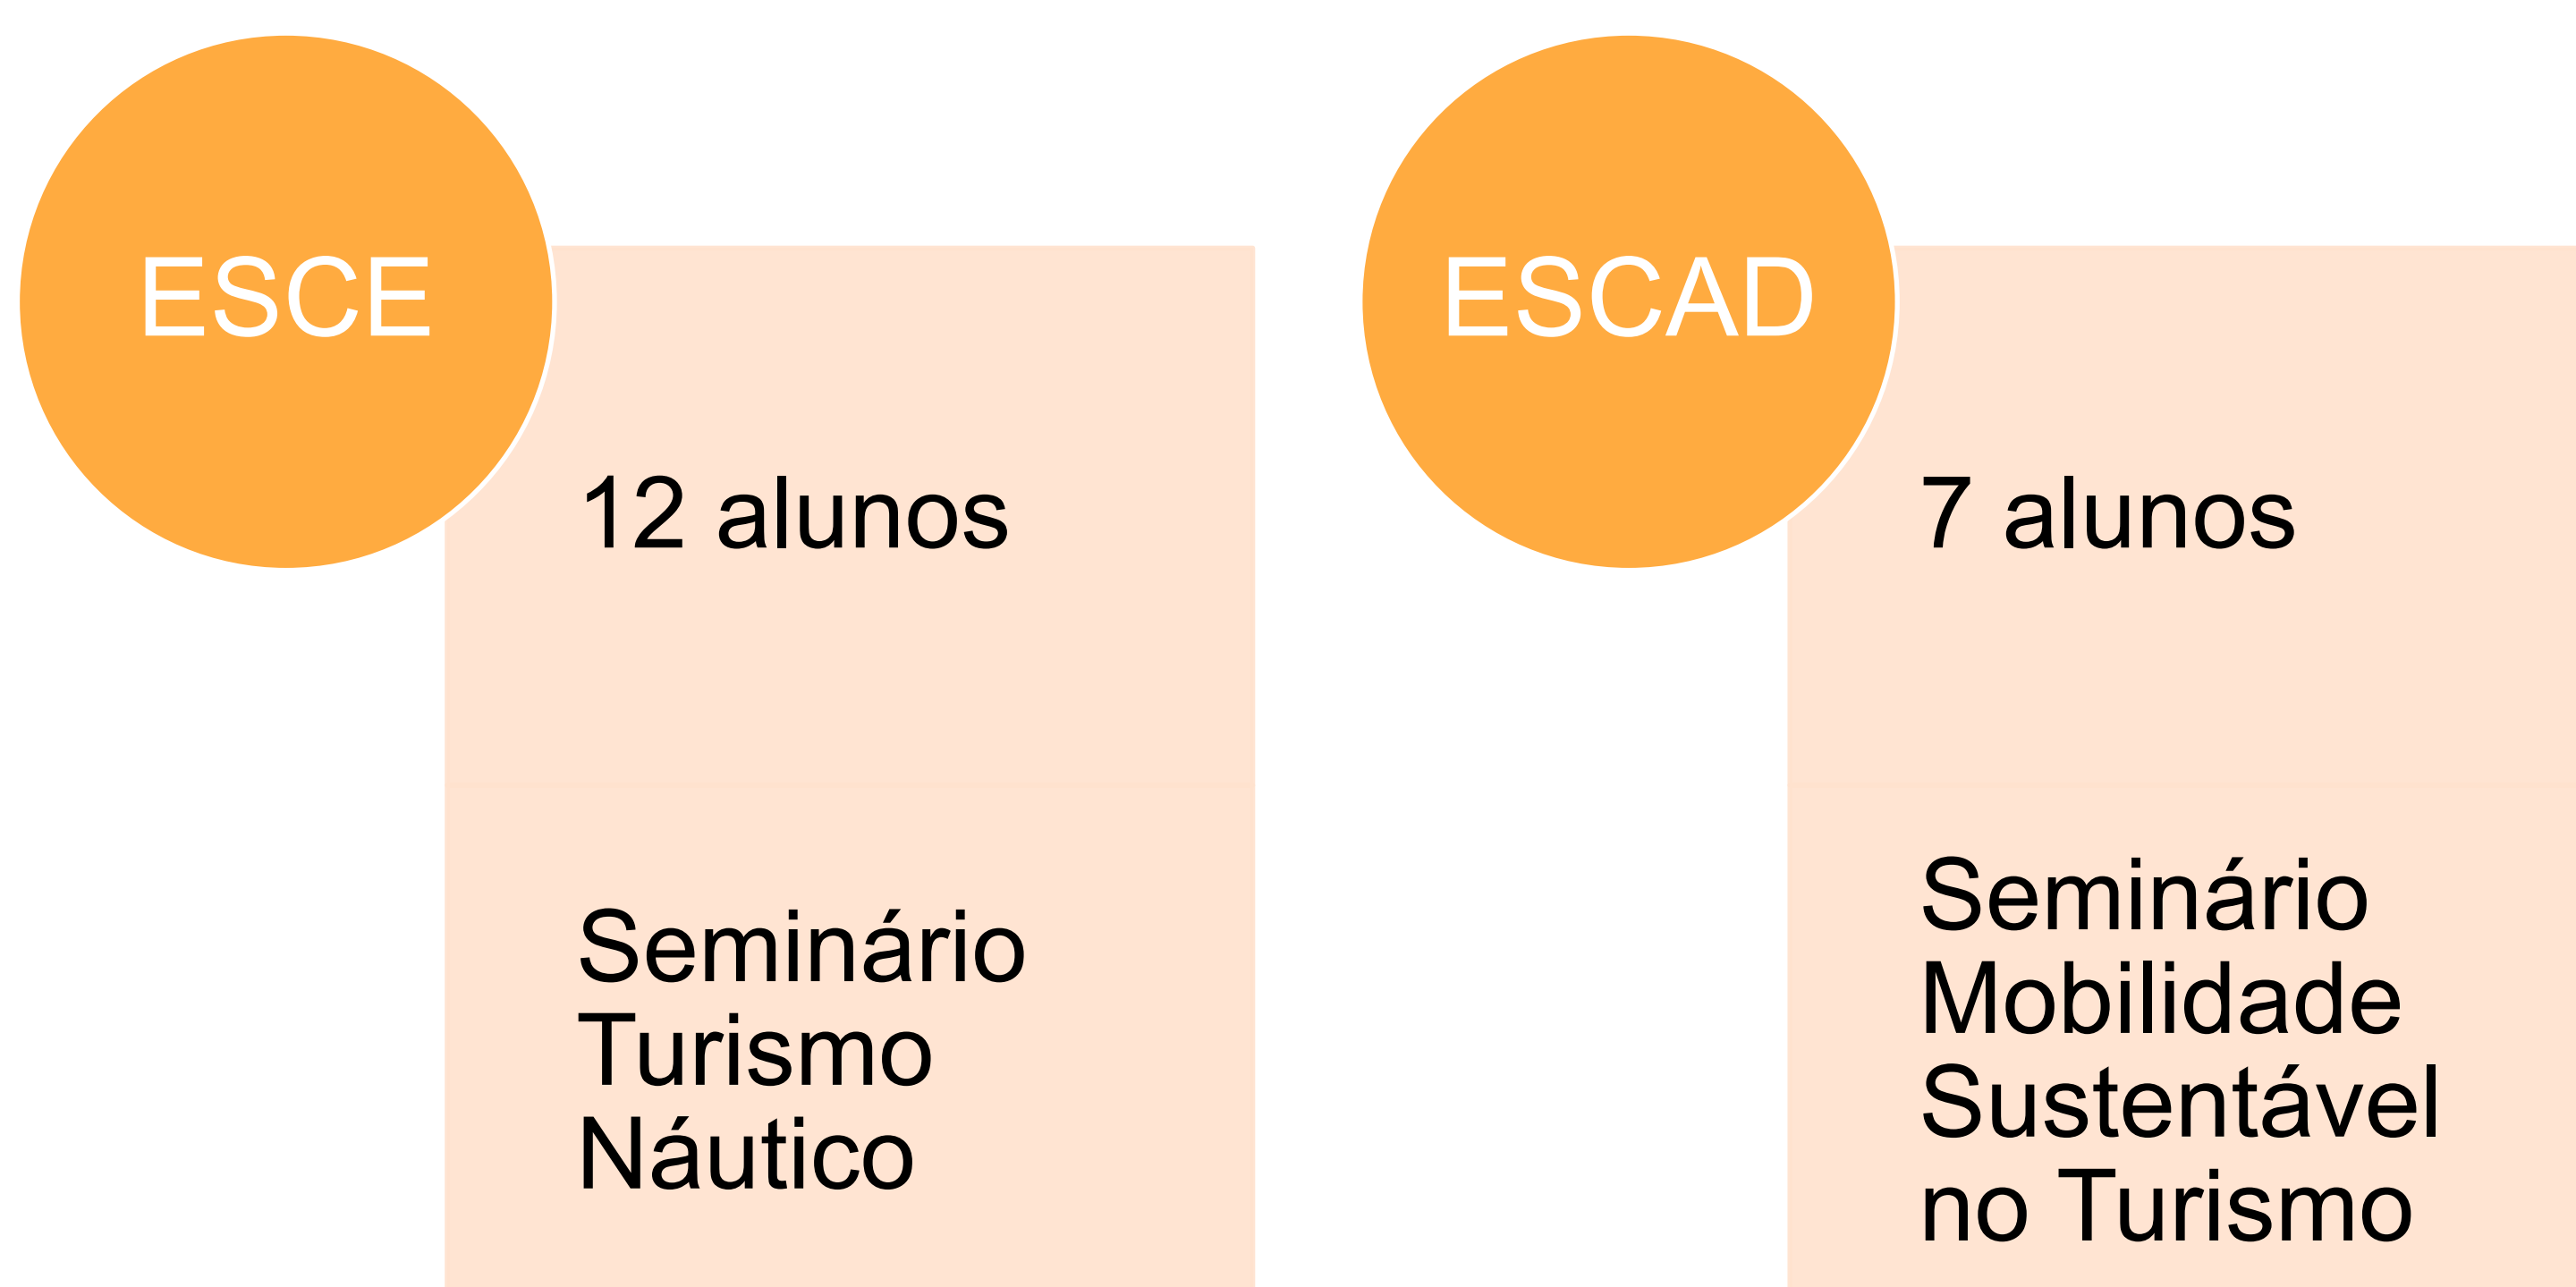 ESCE
12 alunos
Seminário
Turismo
Náutico
ESCAD
7 alunos
Seminário
Mobilidade
Sustentável
no Turismo